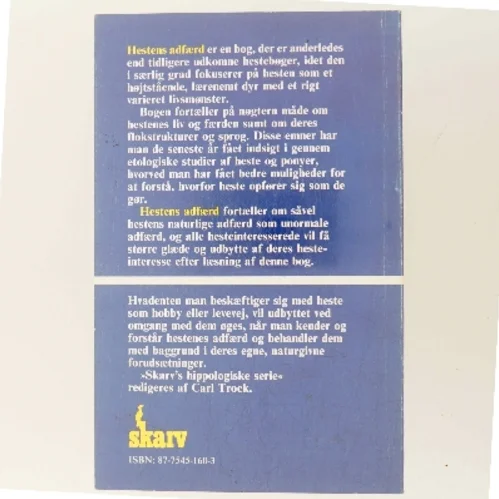 Hestens adfærd er en bog, der er anderledes
end tidligere udkomne hestebøger, idet den
i særlig grad fokuserer på hesten som et
højtstående, lærenemt dyr med et rigt
varieret livsmønster.
Bogen fortæller på nøgtern måde om
hestenes liv og færden samt om deres
flokstrukturer og sprog. Disse emner har
man de seneste år fået indsigt i gennem
etologiske studier af heste og ponyer,
hvorved man har fået bedre muligheder for
at forstå, hvorfor heste opfører sig som de
gør.
Hestens adfærd fortæller om såvel
hestens naturlige adfærd som unormale
adfærd, og alle hesteinteresserede vil få
større glæde og udbytte af deres heste-
interesse efter læsning af denne bog.
Hvadenten man beskæftiger sig med heste
som hobby eller levevej, vil udbyttet ved
omgang med dem øges, når man kender og
forstår hestenes adfærd og behandler dem
med baggrund i deres egne, naturgivne
forudsætninger.
»Skarv's hippologiske serie«
redigeres af Carl Trock.
skarv
ISBN: 87-7545-160-3